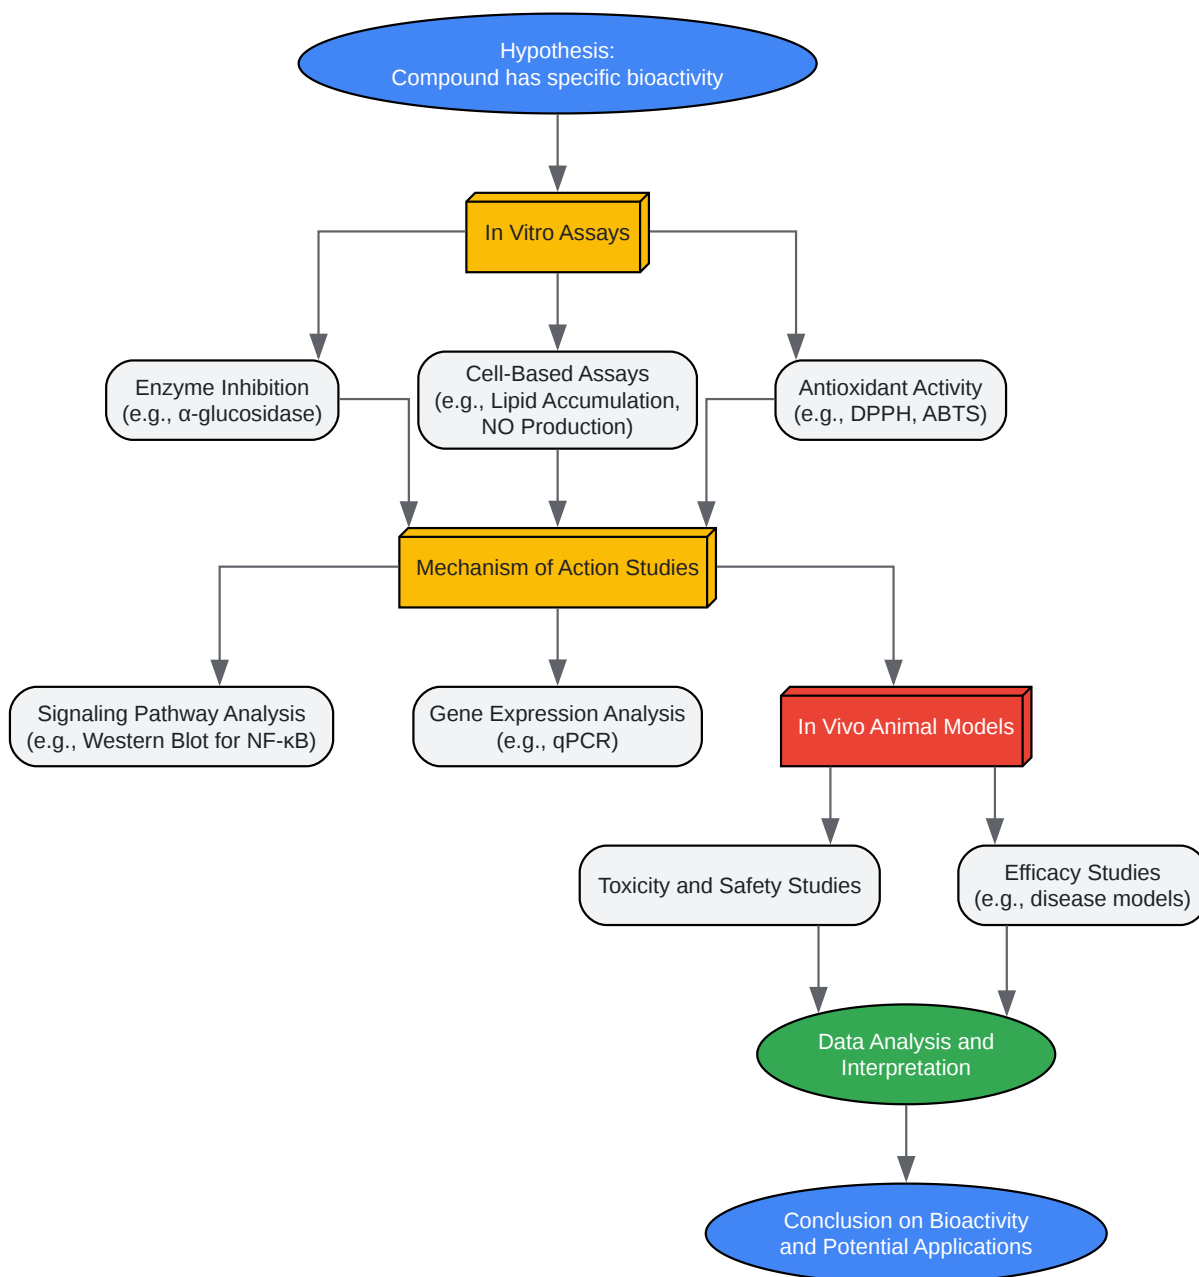 Hypothesis:
Compound has specific bioactivity
In Vitro Assays
Enzyme Inhibition
(e.g., α-glucosidase)
Cell-Based Assays
(e.g., Lipid Accumulation,
NO Production)
Antioxidant Activity
(e.g., DPPH, ABTS)
Mechanism of Action Studies
Signaling Pathway Analysis
(e.g., Western Blot for NF-κB)
Gene Expression Analysis
(e.g., qPCR)
In Vivo Animal Models
Toxicity and Safety Studies
Efficacy Studies
(e.g., disease models)
Data Analysis and
Interpretation
Conclusion on Bioactivity
and Potential Applications